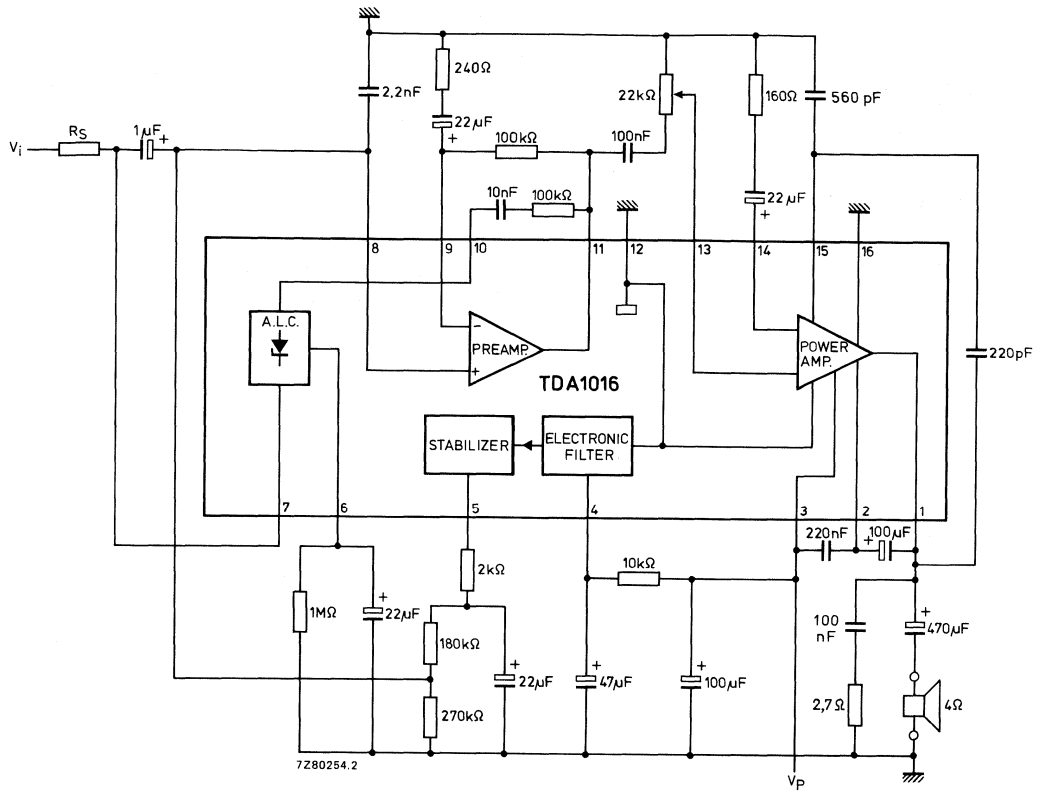 240Ω
2,2nF
22kΩ
160Ω
560 pF
22µF
1µF
+
RS
Vi
100kΩ
100nF
10nF
100kΩ
22µF
+
+
8
9
10
11
12
13
14
15
16
A.L.C.
−
PREAMP.
+
POWER
AMP.
220pF
TDA1016
STABILIZER
ELECTRONIC
FILTER
7
6
5
4
3
2
1
220nF
+
100µF
2kΩ
10kΩ
1MΩ
+
22µF
180kΩ
100
nF
+
470µF
+
22µF
+
47µF
+
100µF
270kΩ
2,7Ω
4Ω
7Z80254.2
VP